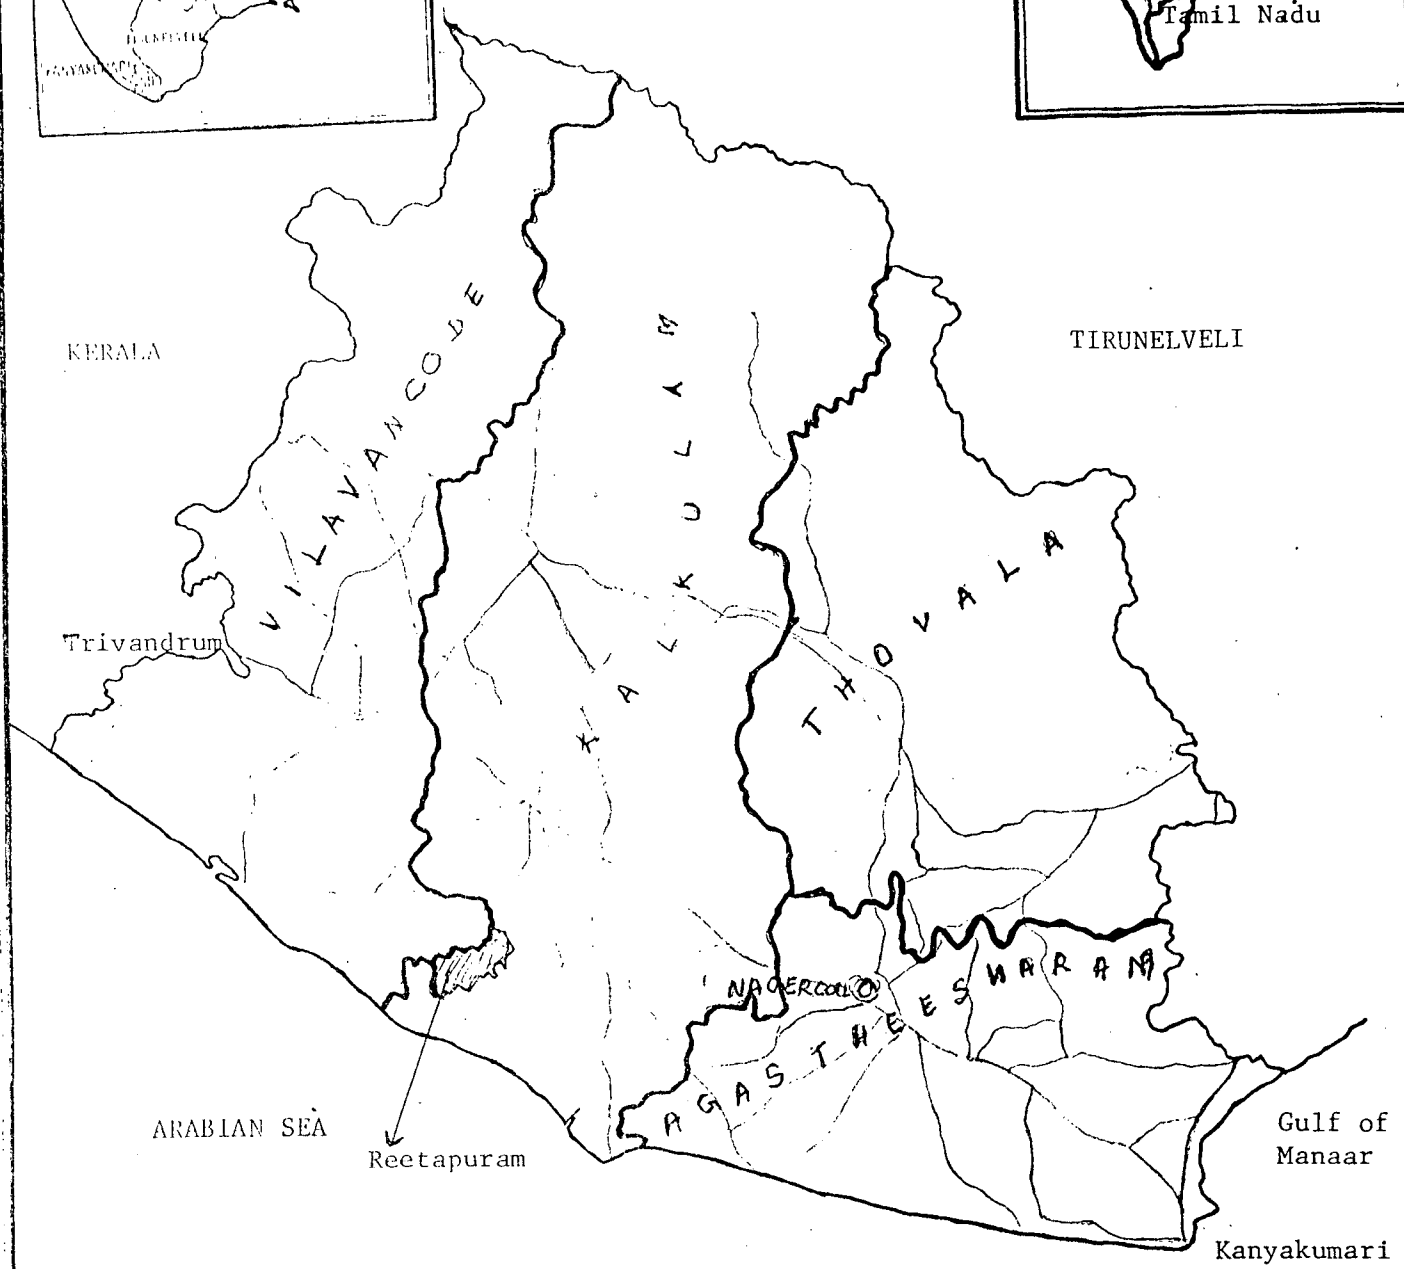 Tamil Nadu
KERALA
TIRUNELVELI
VILAVANCODE
KALKULAM
THOVALA
Trivandrum
NAGERCOIL
AGASTHEESWARAM
ARABIAN SEA
Reetapuram
Gulf of
Manaar
Kanyakumari